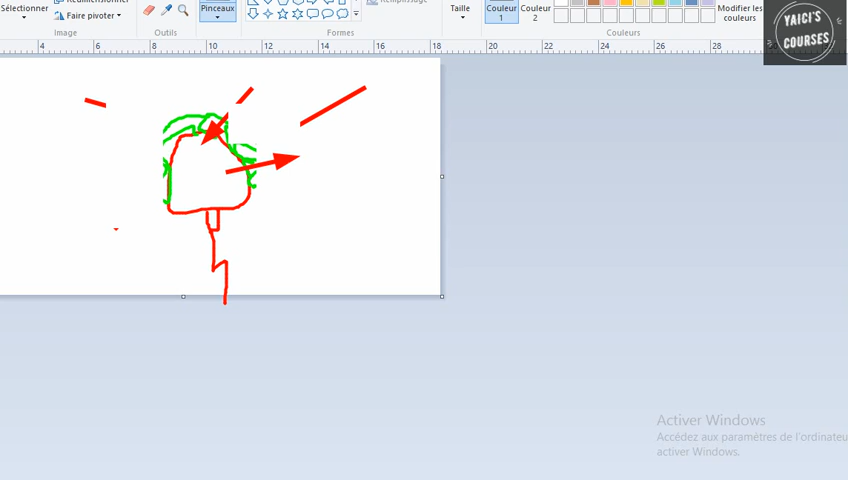 Sélectionner
Faire pivoter
Image
Outils
Pinceaux
Formes
Remplissage
Taille
Couleur
1
Couleur
2
Modifier les
couleurs
Couleurs
YAICI'S
COURSES
4 6 8 10 12 14 16 18 20 22 24 26 28
Activer Windows
Accédez aux paramètres de l'ordinateu
activer Windows.